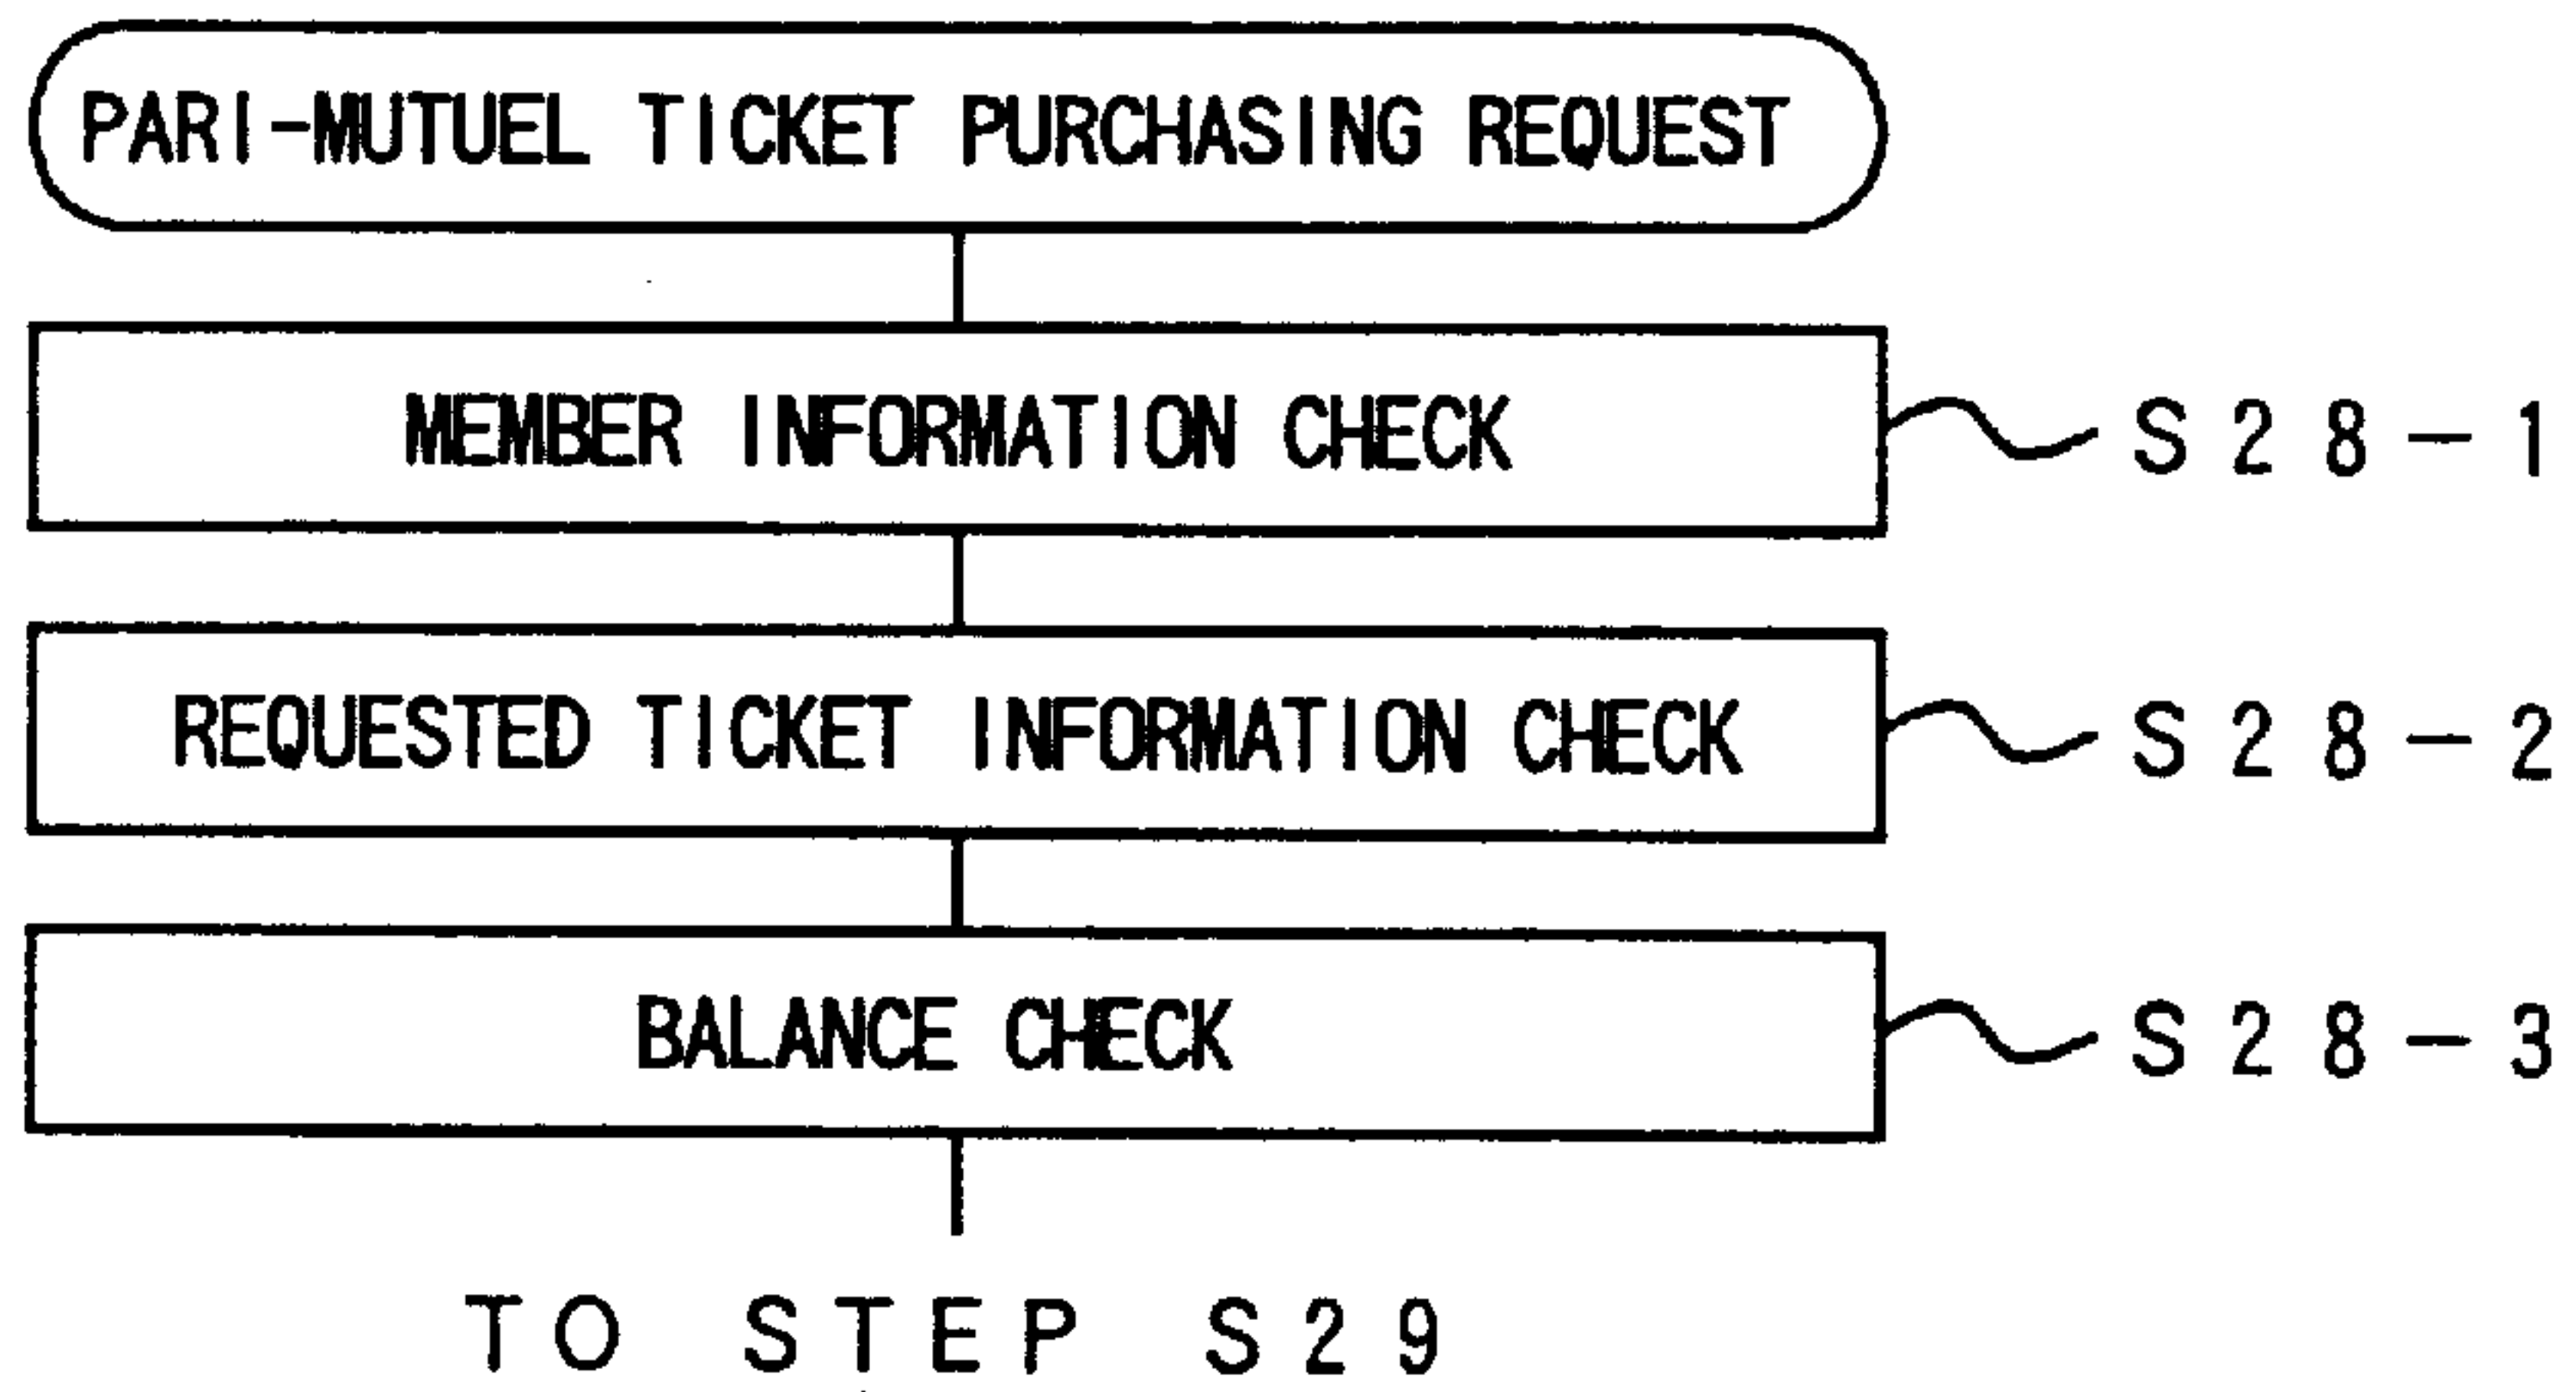 PARI-MUTUEL TICKET PURCHASING REQUEST
MEMBER INFORMATION CHECK
S28-1
REQUESTED TICKET INFORMATION CHECK
S28-2
BALANCE CHECK
S28-3
TO STEP S29